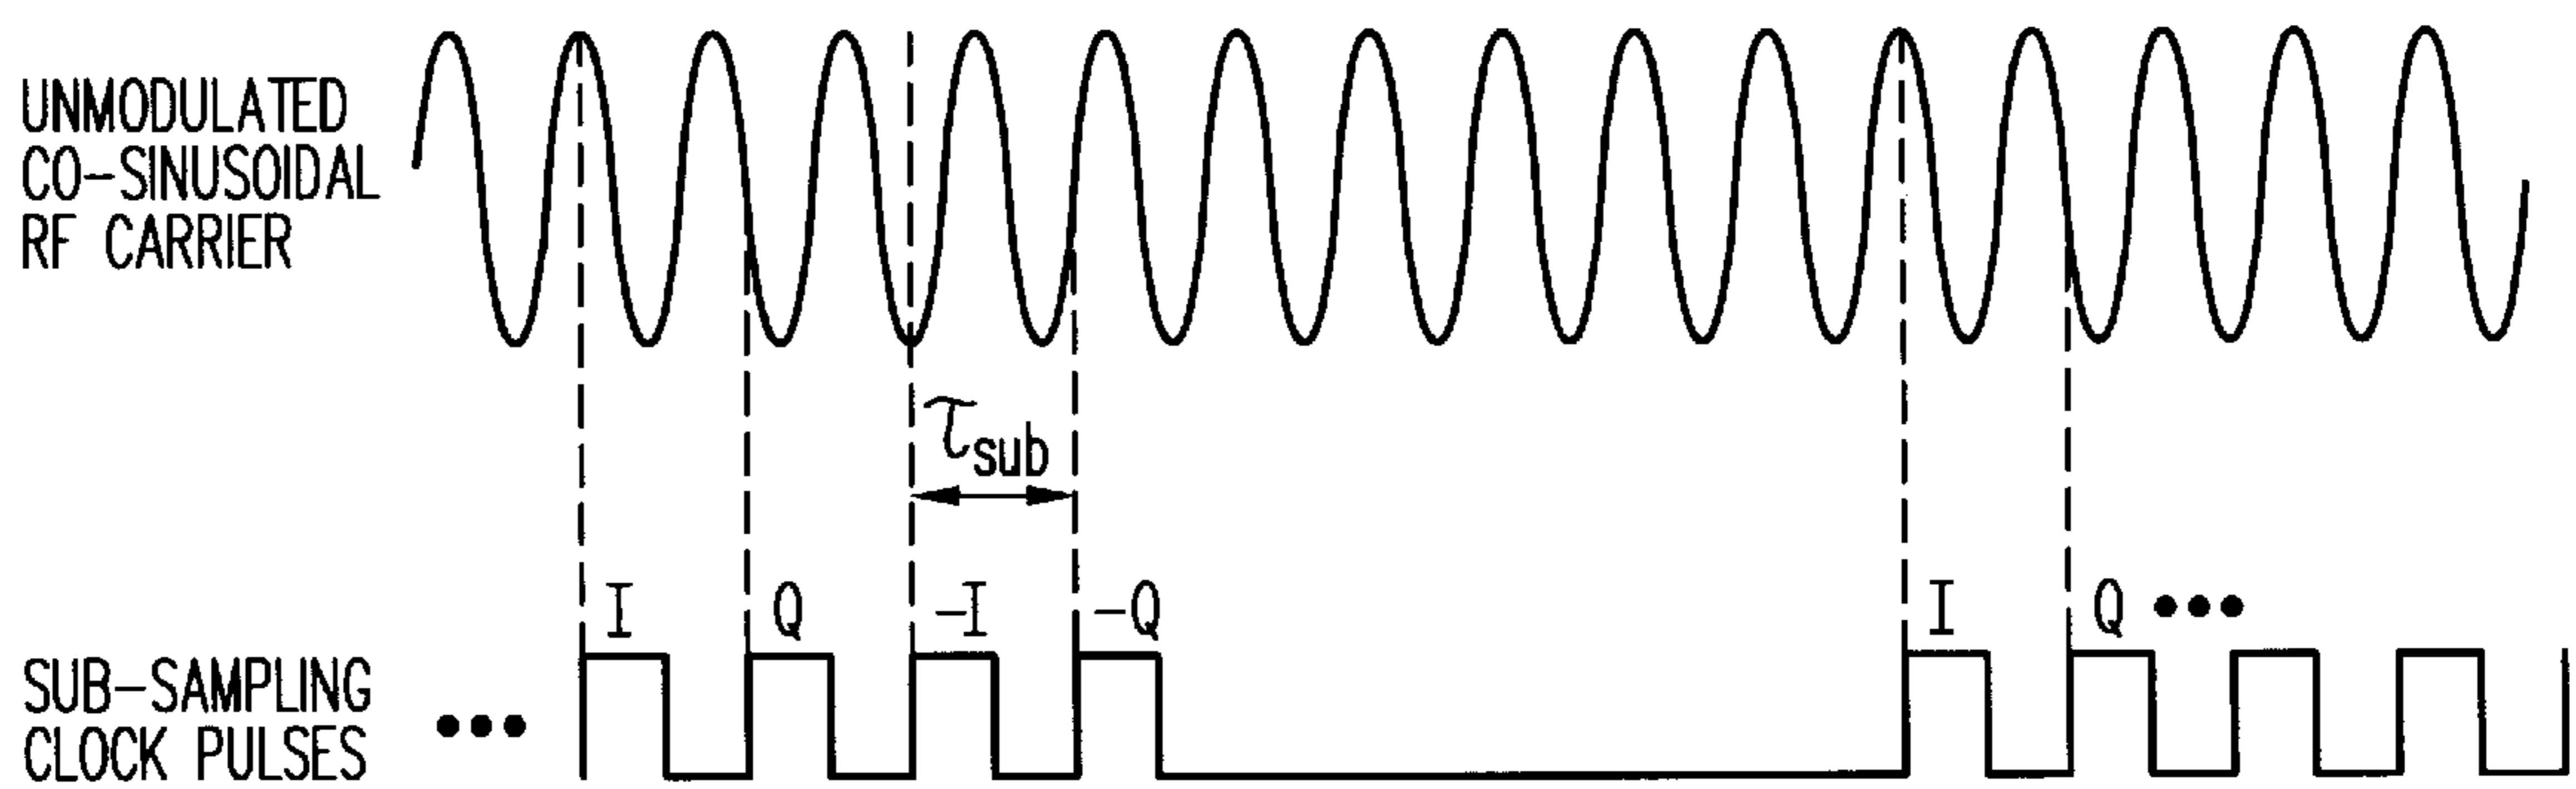 UNMODULATED
CO-SINUSOIDAL
RF CARRIER
τsub
I Q -I -Q I Q •••
SUB-SAMPLING
CLOCK PULSES •••